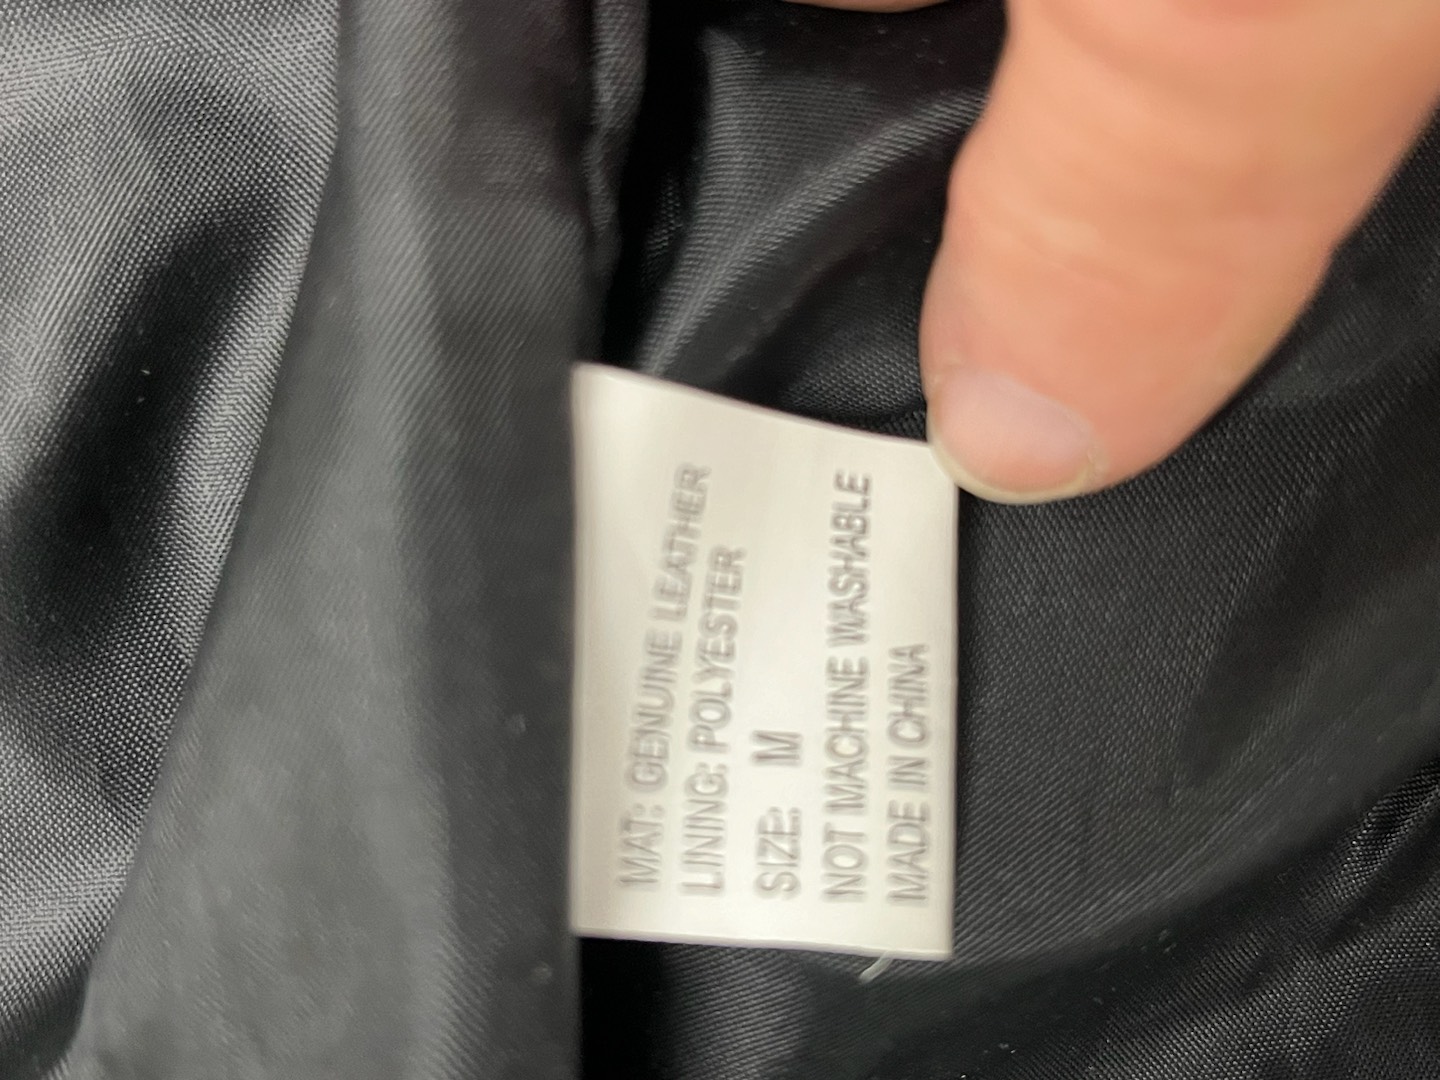 MAT: GENUINE LEATHER
LINING: POLYESTER
SIZE: M
NOT MACHINE WASHABLE
MADE IN CHINA